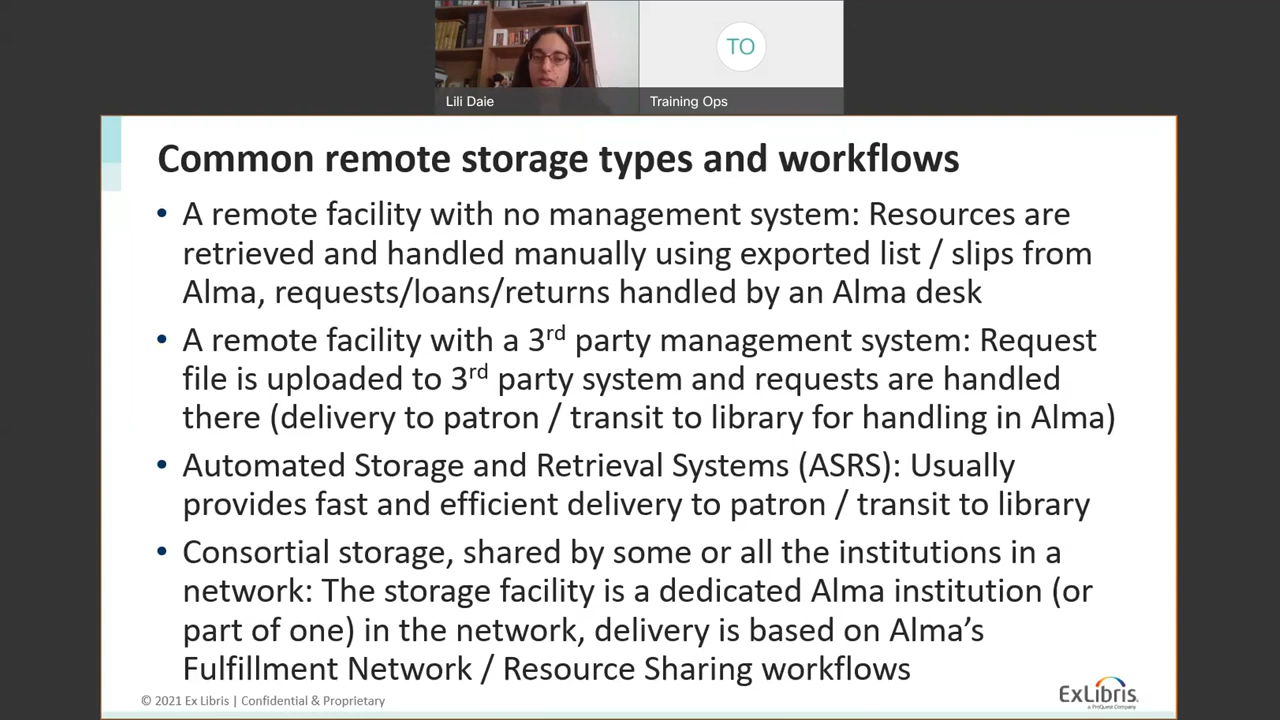 TO
Lili Daie
Training Ops
Common remote storage types and workflows
• A remote facility with no management system: Resources are
retrieved and handled manually using exported list / slips from
Alma, requests/loans/returns handled by an Alma desk
• A remote facility with a 3rd party management system: Request
file is uploaded to 3rd party system and requests are handled
there (delivery to patron / transit to library for handling in Alma)
• Automated Storage and Retrieval Systems (ASRS): Usually
provides fast and efficient delivery to patron / transit to library
• Consortial storage, shared by some or all the institutions in a
network: The storage facility is a dedicated Alma institution (or
part of one) in the network, delivery is based on Alma’s
Fulfillment Network / Resource Sharing workflows
© 2021 Ex Libris | Confidential & Proprietary
ExLibris
a ProQuest Company